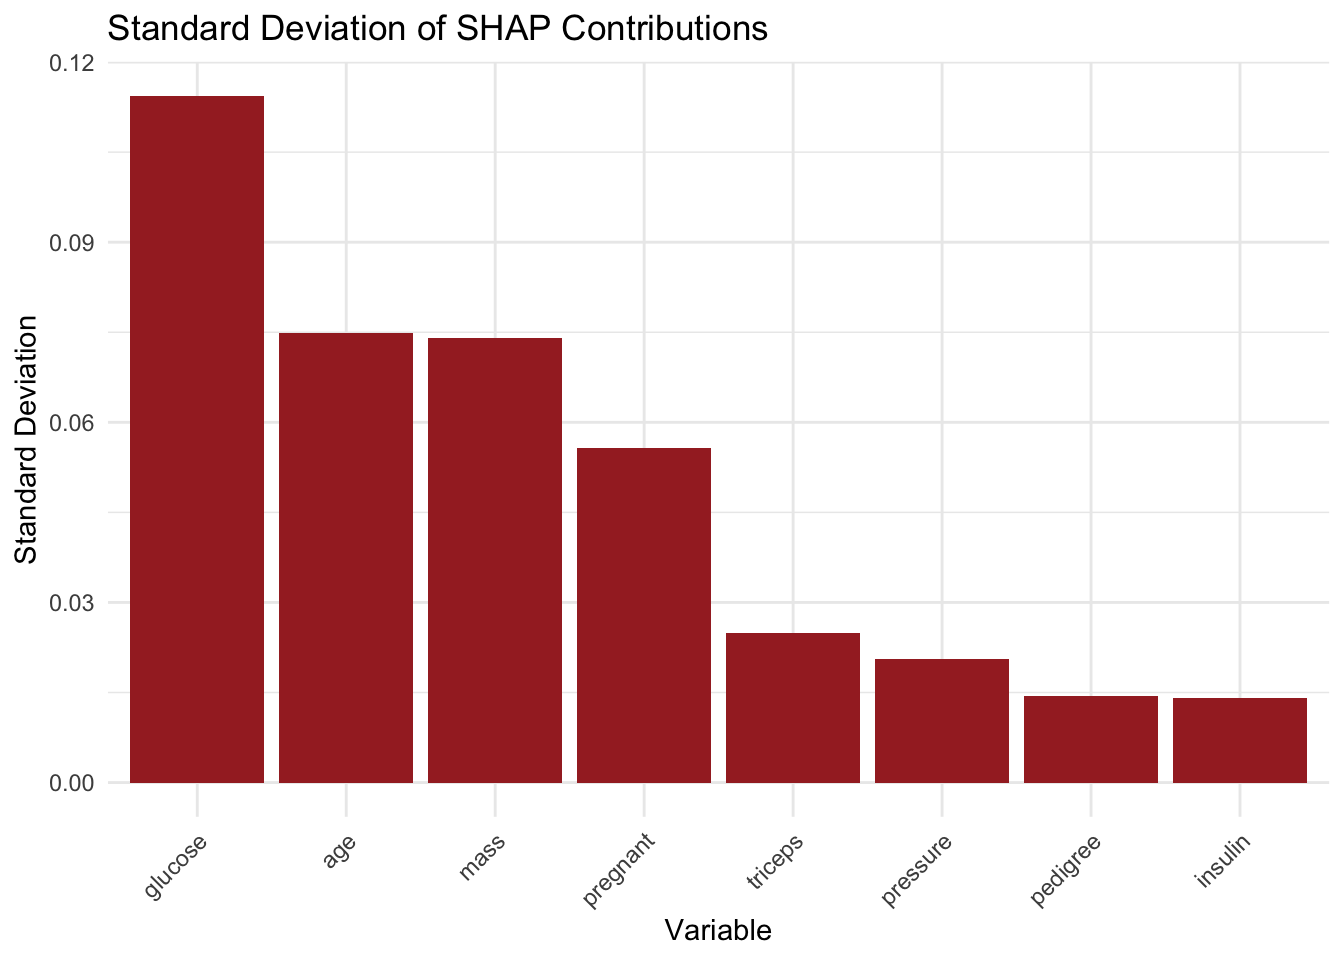 Standard Deviation of SHAP Contributions
0.12
0.09
0.06
0.03
0.00
Standard Deviation
glucose
age
mass
pregnant
triceps
pressure
pedigree
insulin
Variable